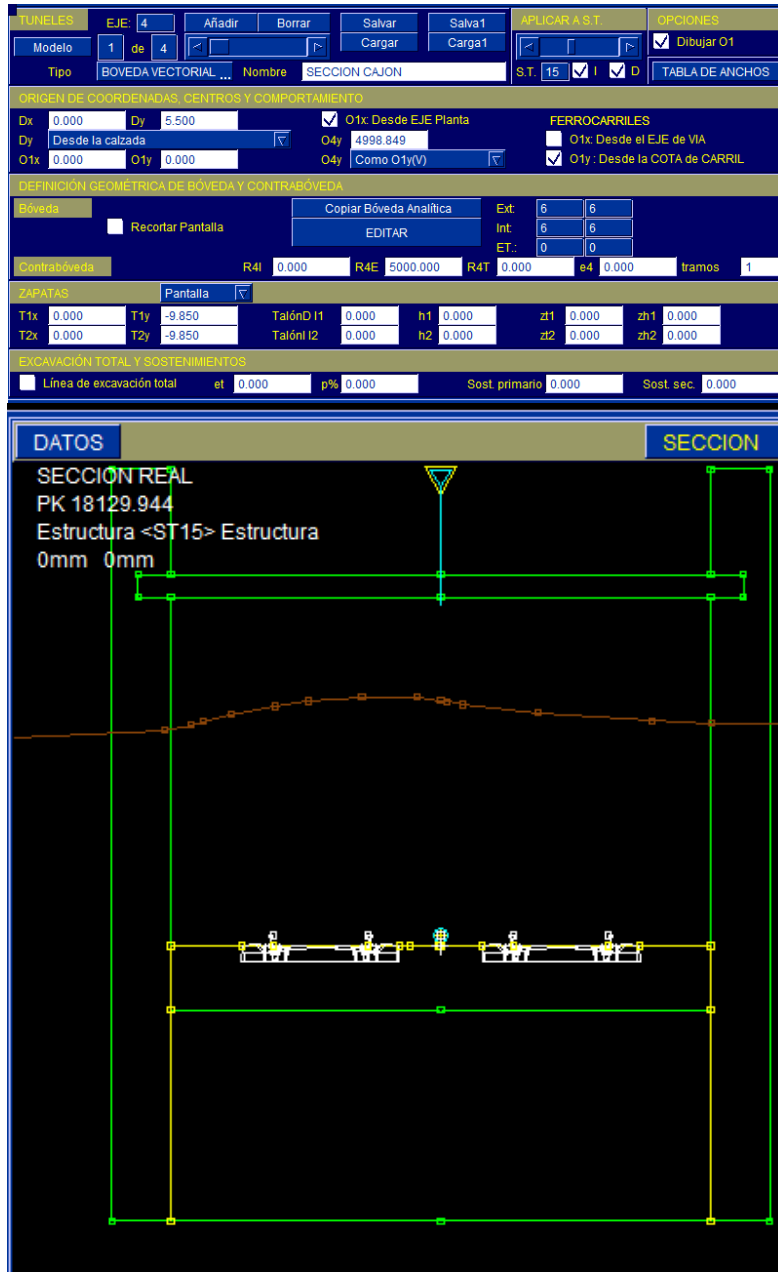 TUNELES EJE: 4 Añadir Borrar Salvar Salva1 APLICAR A S.T. OPCIONES
Modelo 1 de 4 Cargar Carga1 Dibujar O1
Tipo BOVEDA VECTORIAL ... Nombre SECCION CAJON S.T. 15 I D TABLA DE ANCHOS
ORIGEN DE COORDENADAS, CENTROS Y COMPORTAMIENTO
Dx 0.000 Dy 5.500 O1x: Desde EJE Planta FERROCARRILES
Dy Desde la calzada O4y 4998.849 O1x: Desde el EJE de VIA
O1x 0.000 O1y 0.000 O4y Como O1y(V) O1y : Desde la COTA de CARRIL
DEFINICIÓN GEOMÉTRICA DE BÓVEDA Y CONTRABÓVEDA
Bóveda Copiar Bóveda Analítica Ext: 6 6
Recortar Pantalla EDITAR Int: 6 6
ET.: 0 0
Contrabóveda R4I 0.000 R4E 5000.000 R4T 0.000 e4 0.000 tramos 1
ZAPATAS Pantalla
T1x 0.000 T1y -9.850 TalónD l1 0.000 h1 0.000 zt1 0.000 zh1 0.000
T2x 0.000 T2y -9.850 TalónI l2 0.000 h2 0.000 zt2 0.000 zh2 0.000
EXCAVACIÓN TOTAL Y SOSTENIMIENTOS
Línea de excavación total et 0.000 p% 0.000 Sost. primario 0.000 Sost. sec. 0.000
DATOS SECCION
SECCION REAL
PK 18129.944
Estructura <ST15> Estructura
0mm 0mm